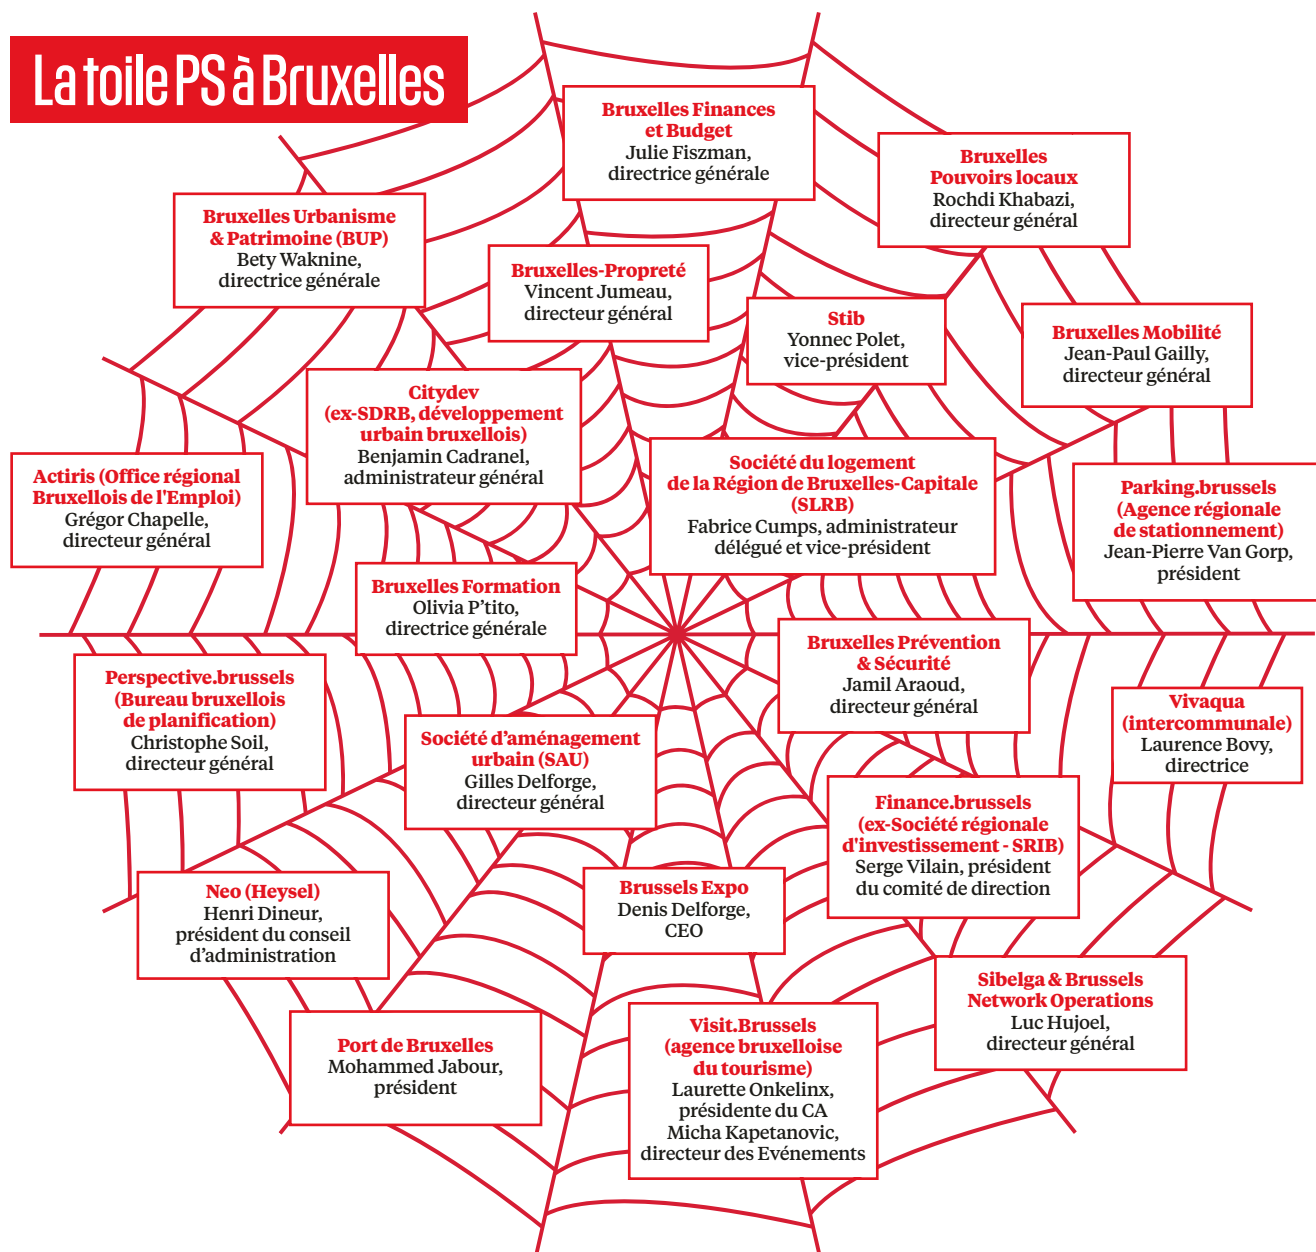 La toile PS à Bruxelles
Bruxelles Finances
et Budget
Julie Fiszman,
directrice générale
Bruxelles
Pouvoirs locaux
Rochdi Khabazi,
directeur général
Bruxelles Urbanisme
& Patrimoine (BUP)
Bety Waknine,
directrice générale
Bruxelles-Propreté
Vincent Jumeau,
directeur général
Stib
Yonnec Polet,
vice-président
Bruxelles Mobilité
Jean-Paul Gailly,
directeur général
Citydev
(ex-SDRB, développement
urbain bruxellois)
Benjamin Cadranel,
administrateur général
Actiris (Office régional
Bruxellois de l'Emploi)
Grégor Chapelle,
directeur général
Société du logement
de la Région de Bruxelles-Capitale
(SLRB)
Fabrice Cumps, administrateur
délégué et vice-président
Parking.brussels
(Agence régionale
de stationnement)
Jean-Pierre Van Gorp,
président
Bruxelles Formation
Olivia P’tito,
directrice générale
Bruxelles Prévention
& Sécurité
Jamil Araoud,
directeur général
Perspective.brussels
(Bureau bruxellois
de planification)
Christophe Soil,
directeur général
Vivaqua
(intercommunale)
Laurence Bovy,
directrice
Société d’aménagement
urbain (SAU)
Gilles Delforge,
directeur général
Finance.brussels
(ex-Société régionale
d'investissement - SRIB)
Serge Vilain, président
du comité de direction
Neo (Heysel)
Henri Dineur,
président du conseil
d’administration
Brussels Expo
Denis Delforge,
CEO
Sibelga & Brussels
Network Operations
Luc Hujoel,
directeur général
Port de Bruxelles
Mohammed Jabour,
président
Visit.Brussels
(agence bruxelloise
du tourisme)
Laurette Onkelinx,
présidente du CA
Micha Kapetanovic,
directeur des Evénements